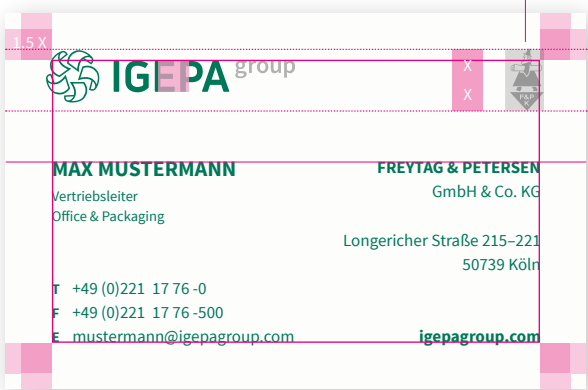 1.5 X
IGEPA group
X
X
F&P
K
MAX MUSTERMANN
Vertriebsleiter
Office & Packaging
FREYTAG & PETERSEN
GmbH & Co. KG
Longericher Straße 215–221
50739 Köln
T +49 (0)221 17 76 -0
F +49 (0)221 17 76 -500
E mustermann@igepagroup.com
igepagroup.com